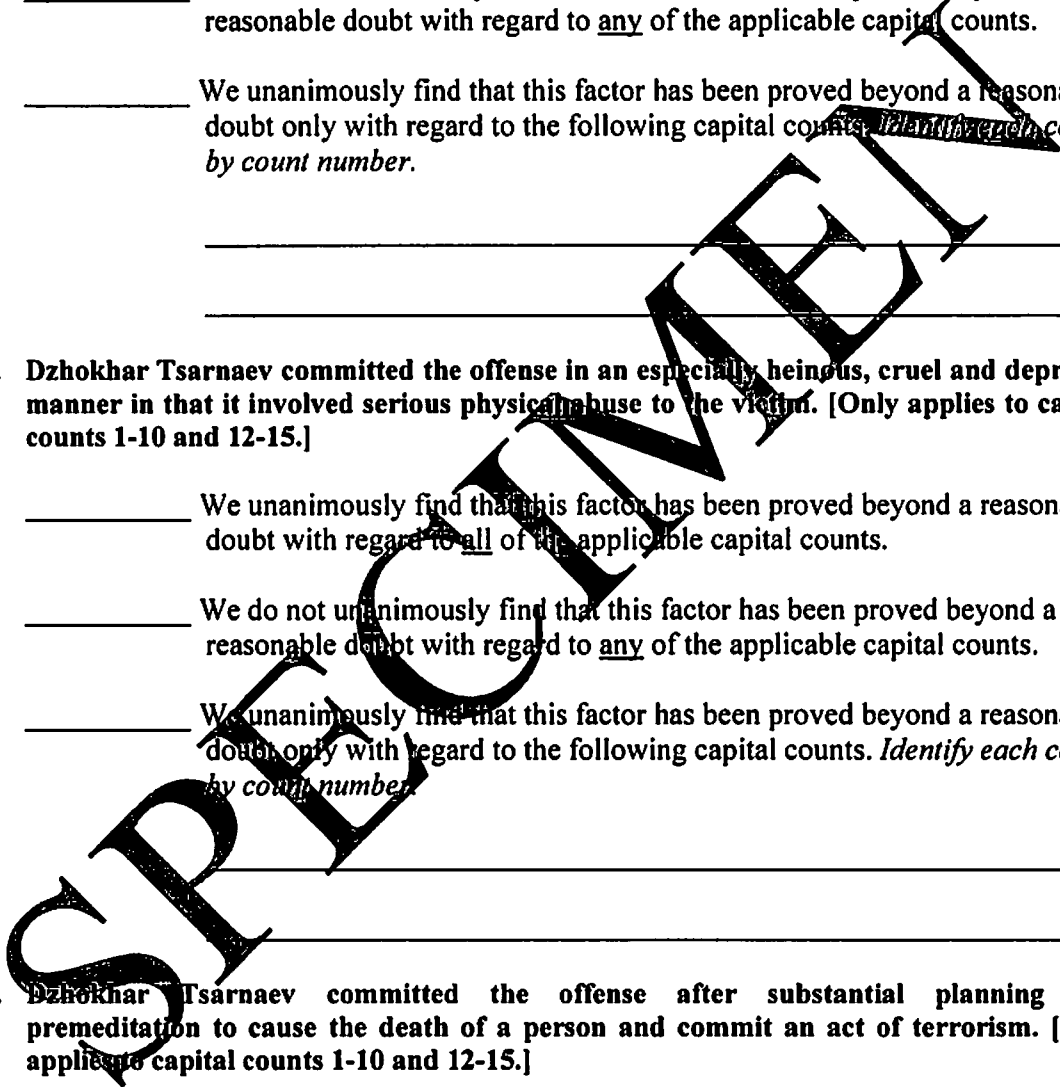 reasonable doubt with regard to any of the applicable capital counts.
We unanimously find that this factor has been proved beyond a
doubt only with regard to the following capital counts. Identify each
by count number.
Dzhokhar Tsarnaev committed the offense in an especially heinous, cruel and
manner in that it involved serious physical abuse to the victim. [Only applies to
counts 1-10 and 12-15.]
We unanimously find that this factor has been proved beyond a
doubt with regard to all of the applicable capital counts.
We do not unanimously find that this factor has been proved beyond a
reasonable doubt with regard to any of the applicable capital counts.
We unanimously find that this factor has been proved beyond a
doubt only with regard to the following capital counts. Identify each
by count number.
Dzhokhar Tsarnaev committed the offense after substantial planning
premeditation to cause the death of a person and commit an act of terrorism. [
applies to capital counts 1-10 and 12-15.]
SPECIMEN